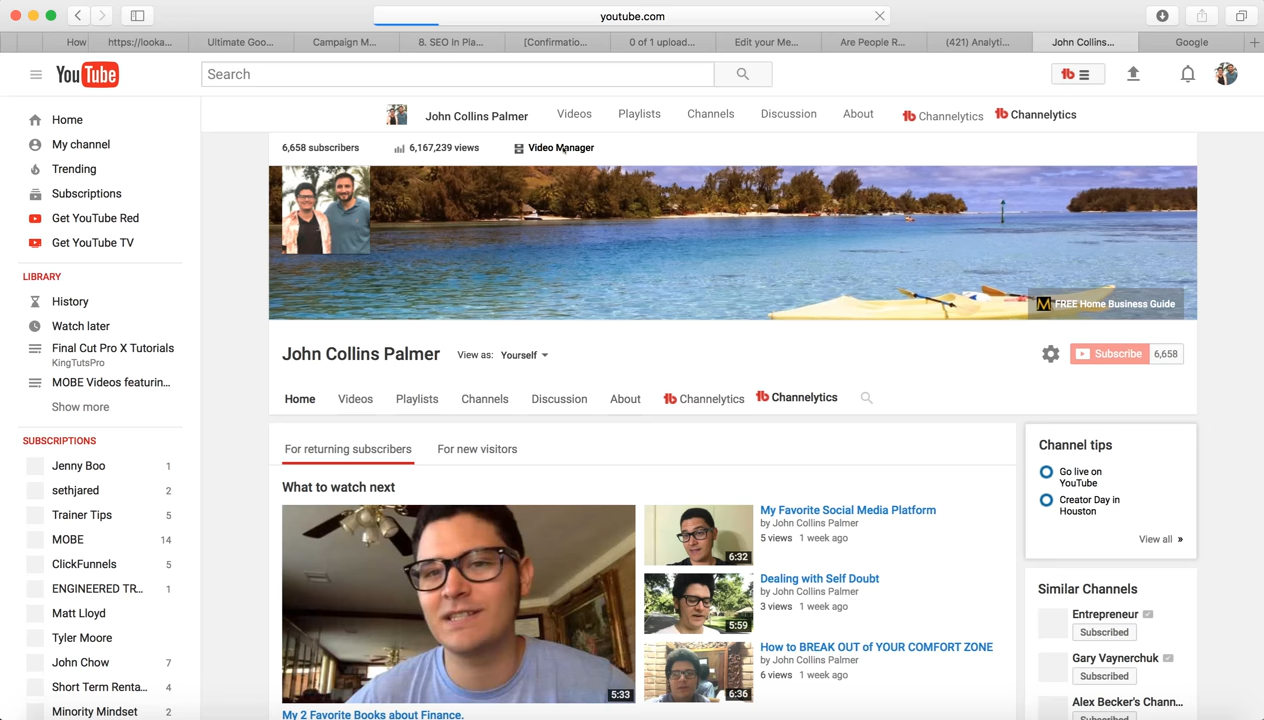 youtube.com
How
https://looka...
Ultimate Goo...
Campaign M...
8. SEO In Pla...
[Confirmatio...
0 of 1 upload...
Edit your Me...
Are People R...
(421) Analyti...
John Collins...
Google
YouTube
Search
tb
Home
My channel
Trending
Subscriptions
Get YouTube Red
Get YouTube TV
LIBRARY
History
Watch later
Final Cut Pro X Tutorials
KingTutsPro
MOBE Videos featurin...
Show more
SUBSCRIPTIONS
Jenny Boo 1
sethjared 2
Trainer Tips 5
MOBE 14
ClickFunnels 5
ENGINEERED TR... 1
Matt Lloyd
Tyler Moore
John Chow 7
Short Term Renta... 4
Minority Mindset 2
John Collins Palmer Videos Playlists Channels Discussion About tb Channelytics tb Channelytics
6,658 subscribers 6,167,239 views Video Manager
M FREE Home Business Guide
John Collins Palmer View as: Yourself
Subscribe 6,658
Home Videos Playlists Channels Discussion About tb Channelytics tb Channelytics
For returning subscribers For new visitors
What to watch next
5:33
My 2 Favorite Books about Finance.
6:32
My Favorite Social Media Platform
by John Collins Palmer
5 views 1 week ago
5:59
Dealing with Self Doubt
by John Collins Palmer
3 views 1 week ago
6:36
How to BREAK OUT of YOUR COMFORT ZONE
by John Collins Palmer
6 views 1 week ago
Channel tips
Go live on
YouTube
Creator Day in
Houston
View all »
Similar Channels
Entrepreneur
Subscribed
Gary Vaynerchuk
Subscribed
Alex Becker's Chann...
Subscribed